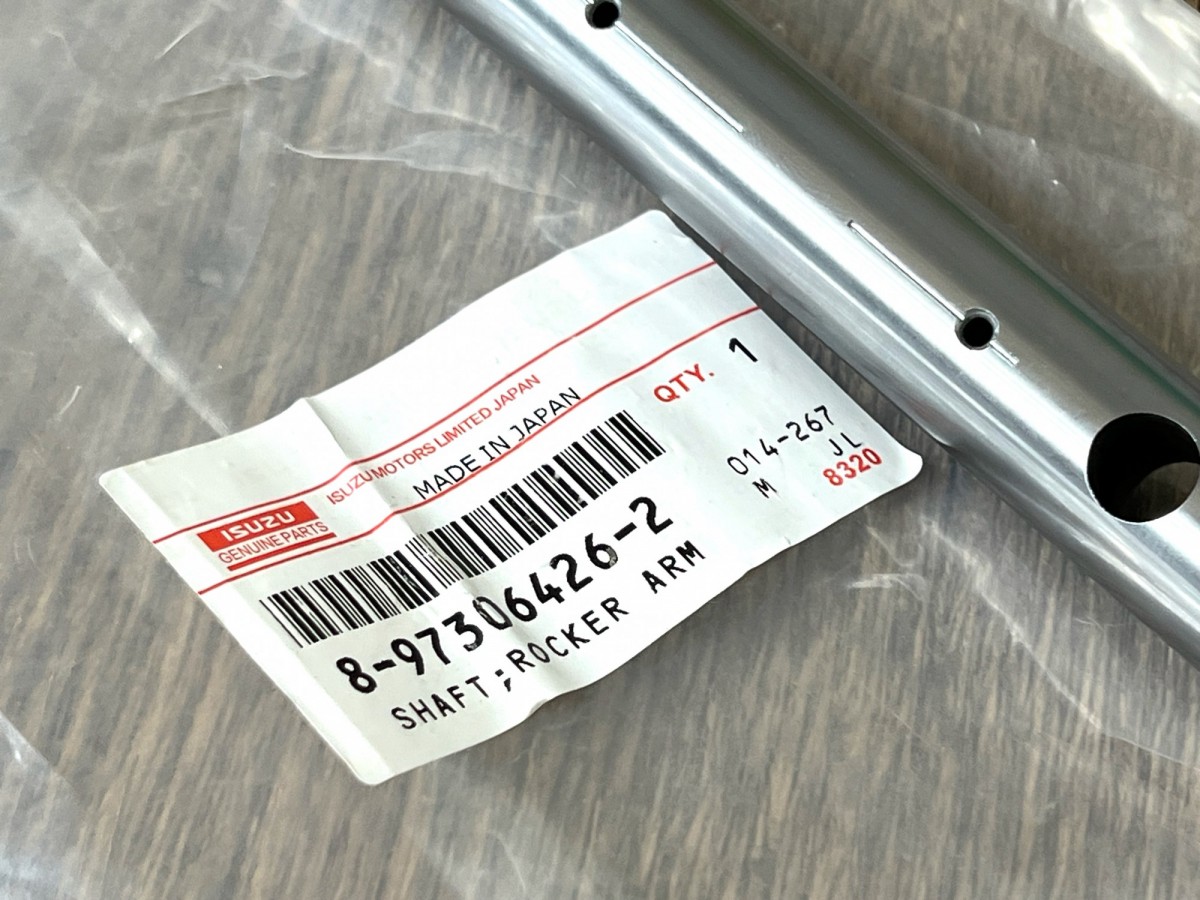 ISUZU
GENUINE PARTS
ISUZU MOTORS LIMITED JAPAN
MADE IN JAPAN
QTY. 1
8-97306426-2
SHAFT;ROCKER ARM
014-267
M JL
8320